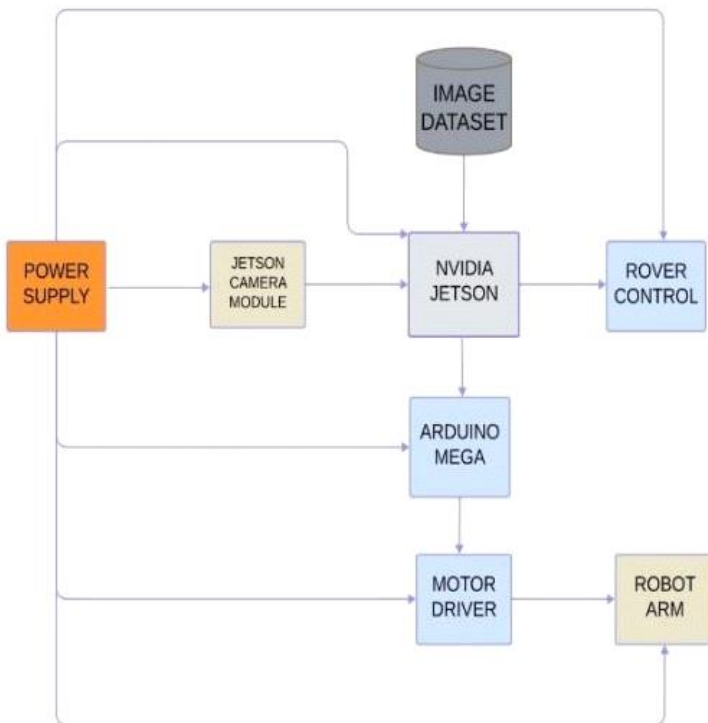 IMAGE
DATASET
POWER
SUPPLY
JETSON
CAMERA
MODULE
NVIDIA
JETSON
ROVER
CONTROL
ARDUINO
MEGA
MOTOR
DRIVER
ROBOT
ARM